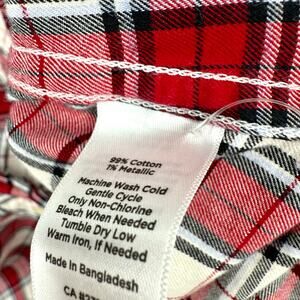 99% Cotton
1% Metallic
Machine Wash Cold
Gentle Cycle
Only Non-Chlorine
Bleach When Needed
Tumble Dry Low
Warm Iron, If Needed
Made In Bangladesh
CA